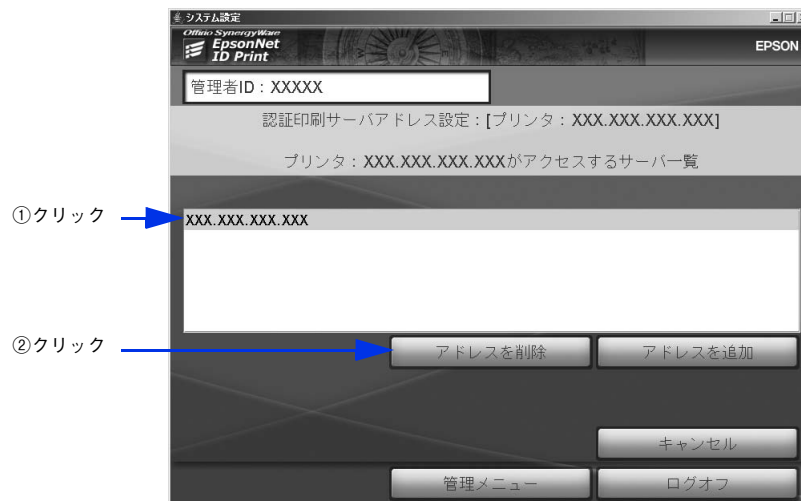 システム設定
Offirio SynergyWare
EpsonNet
ID Print
EPSON
管理者ID：XXXXX
認証印刷サーバアドレス設定：[プリンタ：XXX.XXX.XXX.XXX]
プリンタ：XXX.XXX.XXX.XXXがアクセスするサーバ一覧
①クリック
XXX.XXX.XXX.XXX
②クリック
アドレスを削除
アドレスを追加
キャンセル
管理メニュー
ログオフ